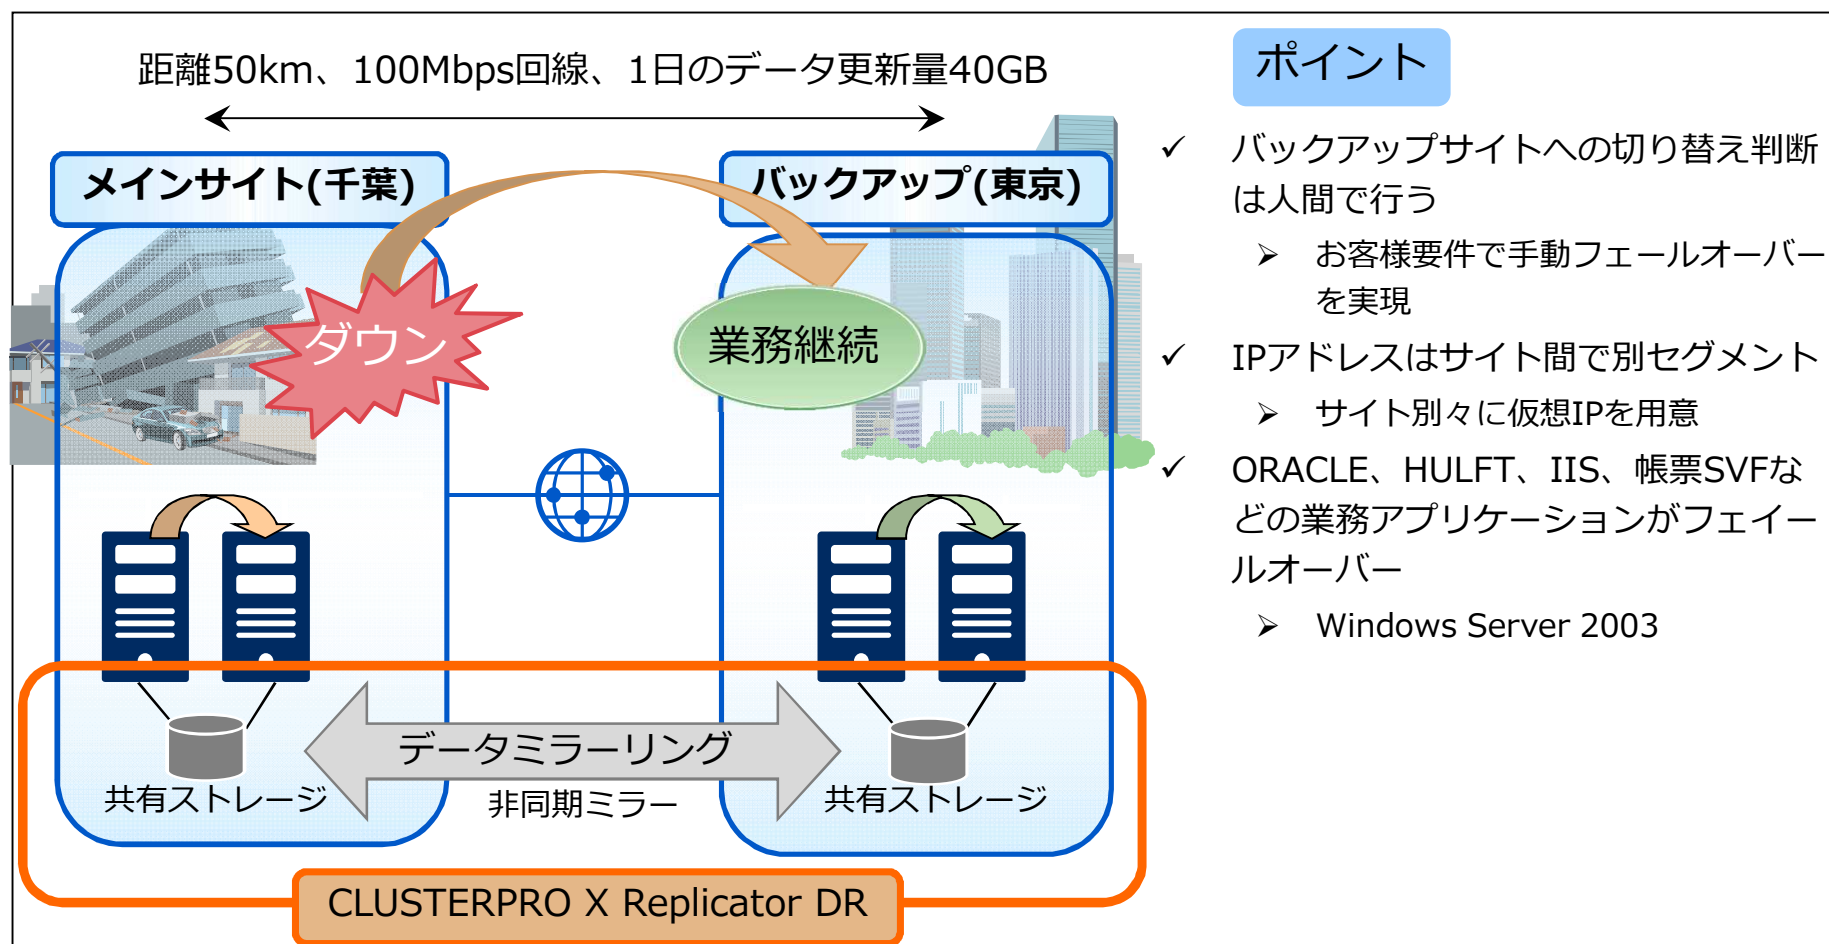 距離50km、100Mbps回線、1日のデータ更新量40GB
メインサイト(千葉)
バックアップ(東京)
ダウン
業務継続
データミラーリング
非同期ミラー
共有ストレージ
共有ストレージ
CLUSTERPRO X Replicator DR
ポイント
✓ バックアップサイトへの切り替え判断
は人間で行う
➢ お客様要件で手動フェールオーバー
を実現
✓ IPアドレスはサイト間で別セグメント
➢ サイト別々に仮想IPを用意
✓ ORACLE、HULFT、IIS、帳票SVFな
どの業務アプリケーションがフェイー
ルオーバー
➢ Windows Server 2003